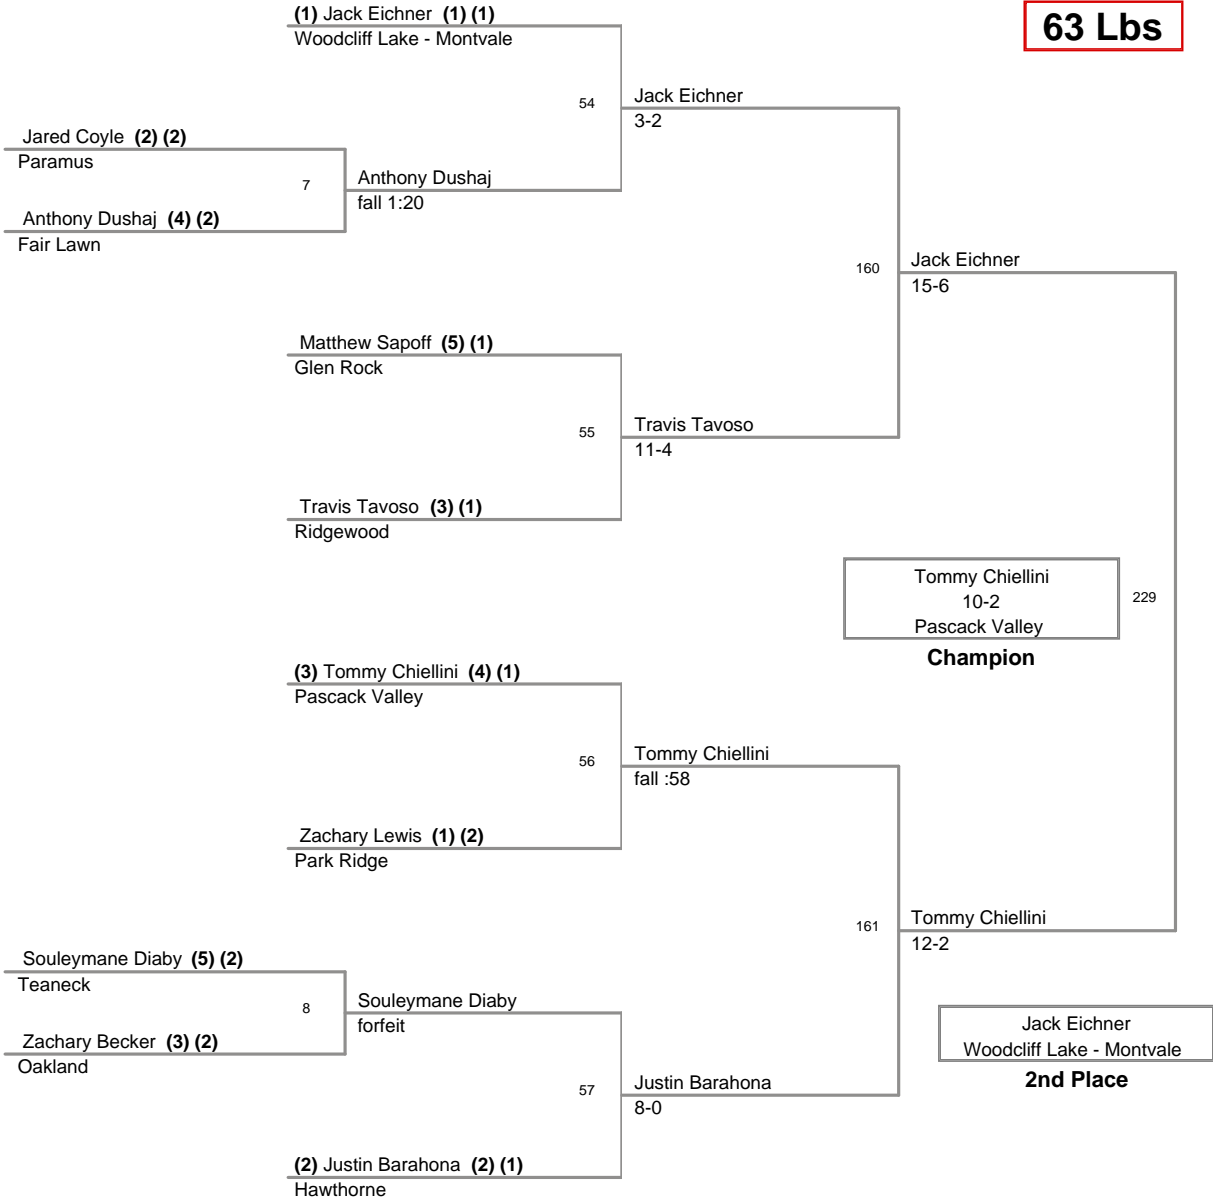 (1) Jack Eichner (1) (1)
Woodcliff Lake - Montvale
63 Lbs
54
Jack Eichner
3-2
Jared Coyle (2) (2)
Paramus
7
Anthony Dushaj
fall 1:20
Anthony Dushaj (4) (2)
Fair Lawn
160
Jack Eichner
15-6
Matthew Sapoff (5) (1)
Glen Rock
55
Travis Tavoso
11-4
Travis Tavoso (3) (1)
Ridgewood
Tommy Chiellini
10-2
Pascack Valley
229
Champion
(3) Tommy Chiellini (4) (1)
Pascack Valley
56
Tommy Chiellini
fall :58
Zachary Lewis (1) (2)
Park Ridge
161
Tommy Chiellini
12-2
Souleymane Diaby (5) (2)
Teaneck
8
Souleymane Diaby
forfeit
Zachary Becker (3) (2)
Oakland
Jack Eichner
Woodcliff Lake - Montvale
2nd Place
57
Justin Barahona
8-0
(2) Justin Barahona (2) (1)
Hawthorne